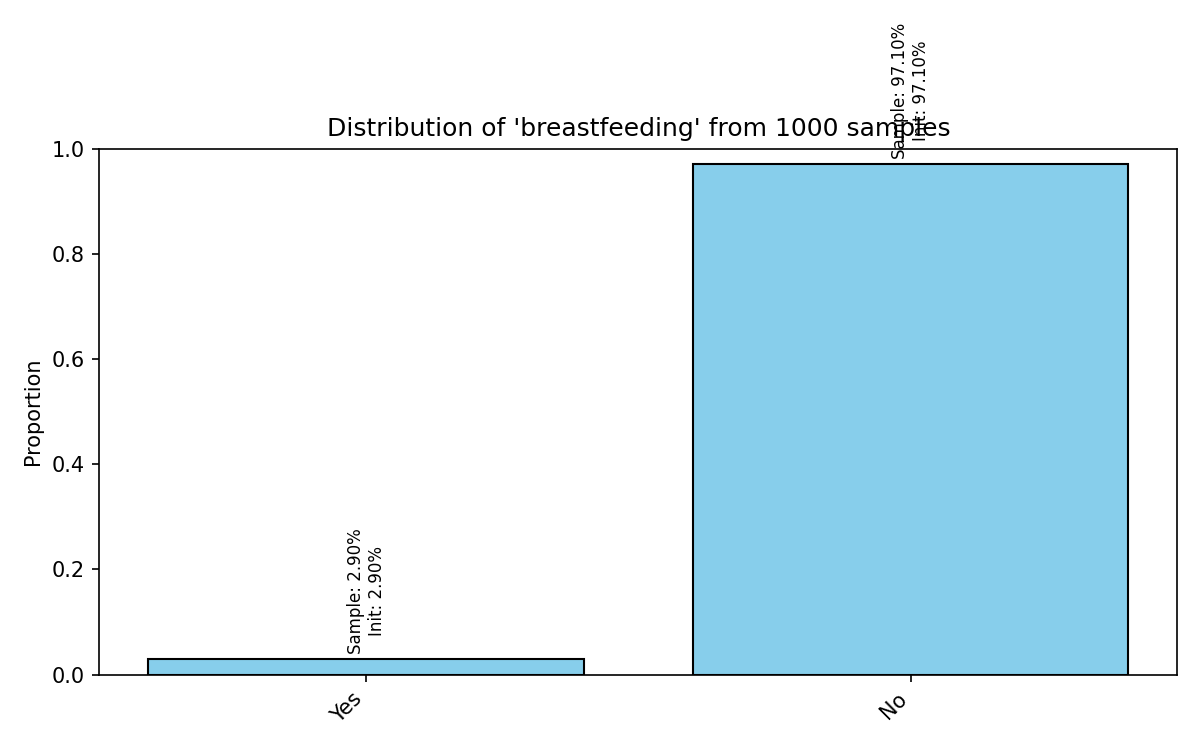 Sample: 97.10%
Init: 97.10%
Distribution of 'breastfeeding' from 1000 samples
1.0
0.8
0.6
0.4
0.2
0.0
Proportion
Sample: 2.90%
Init: 2.90%
Yes
No